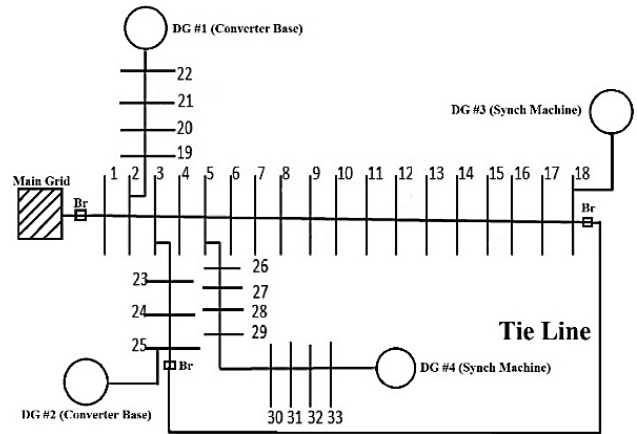 DG #1 (Converter Base)
22
21
20
19
DG #3 (Synch Machine)
Main Grid
Br
1 2 3 4 5 6 7 8 9 10 11 12 13 14 15 16 17 18
Br
23
24
25
Br
26
27
28
29
Tie Line
DG #2 (Converter Base)
DG #4 (Synch Machine)
30 31 32 33